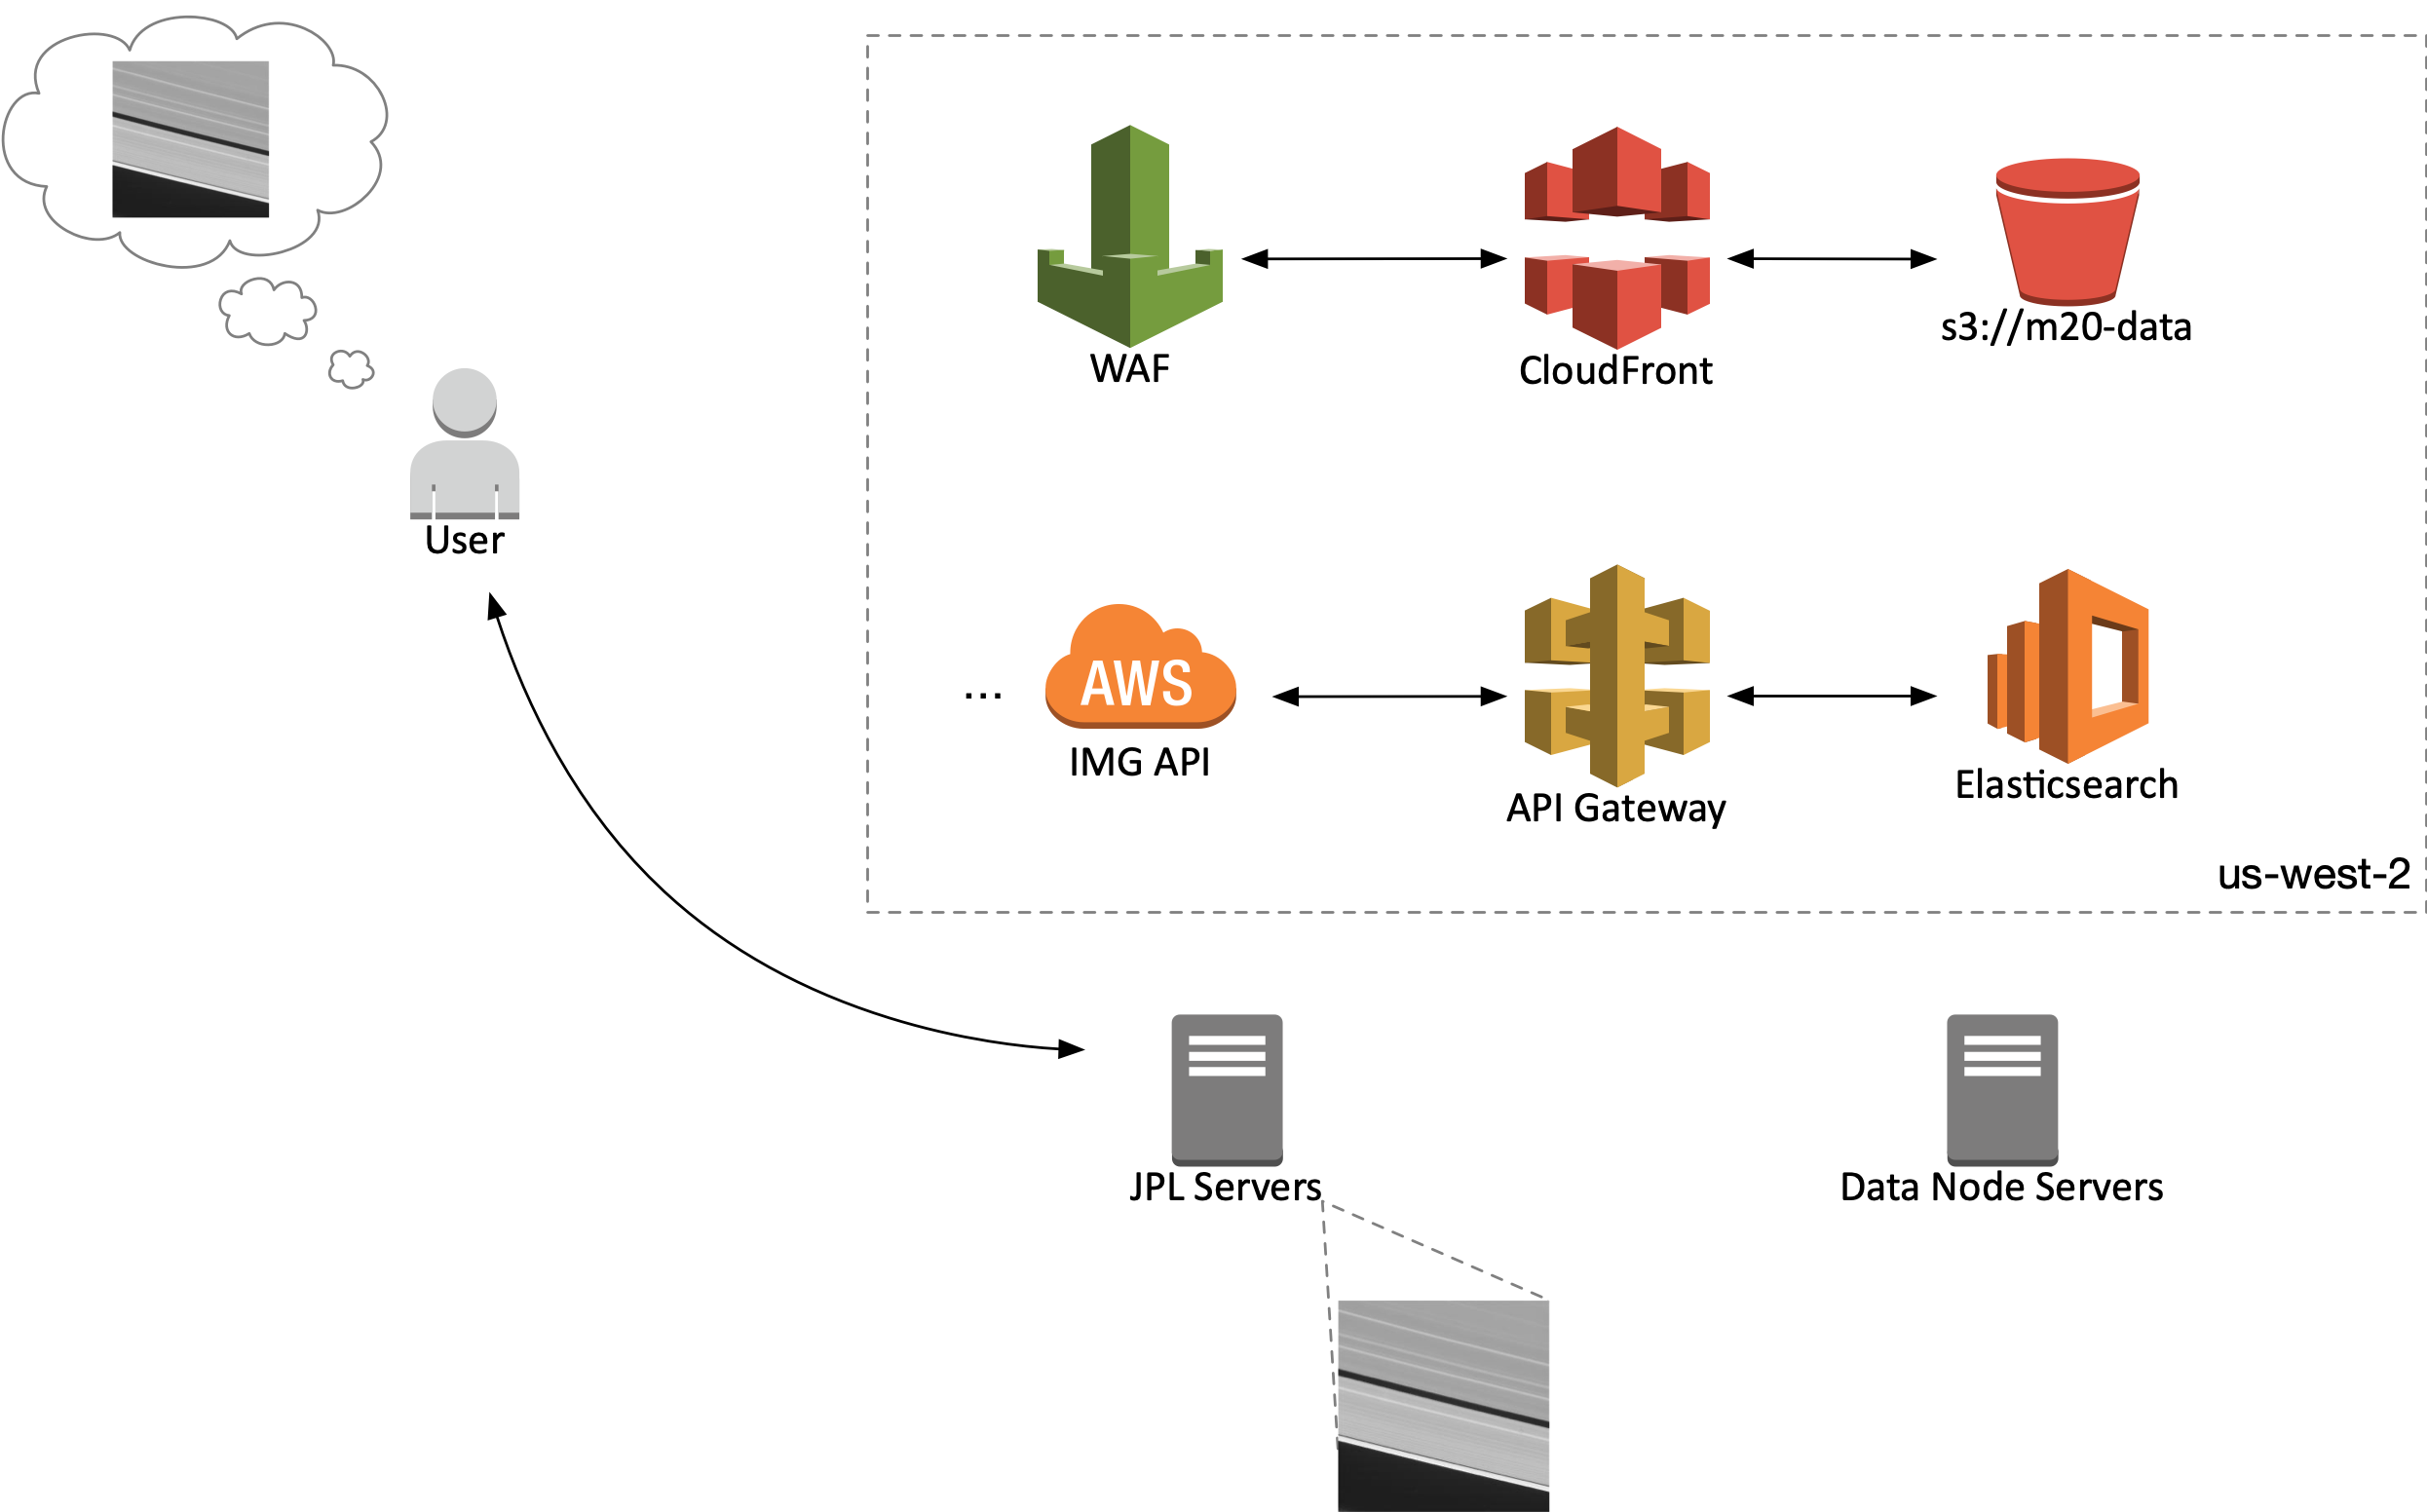 WAF
CloudFront
s3://m20-data
User
...
AWS
IMG API
API Gateway
Elasticsearch
us-west-2
JPL Servers
Data Node Servers